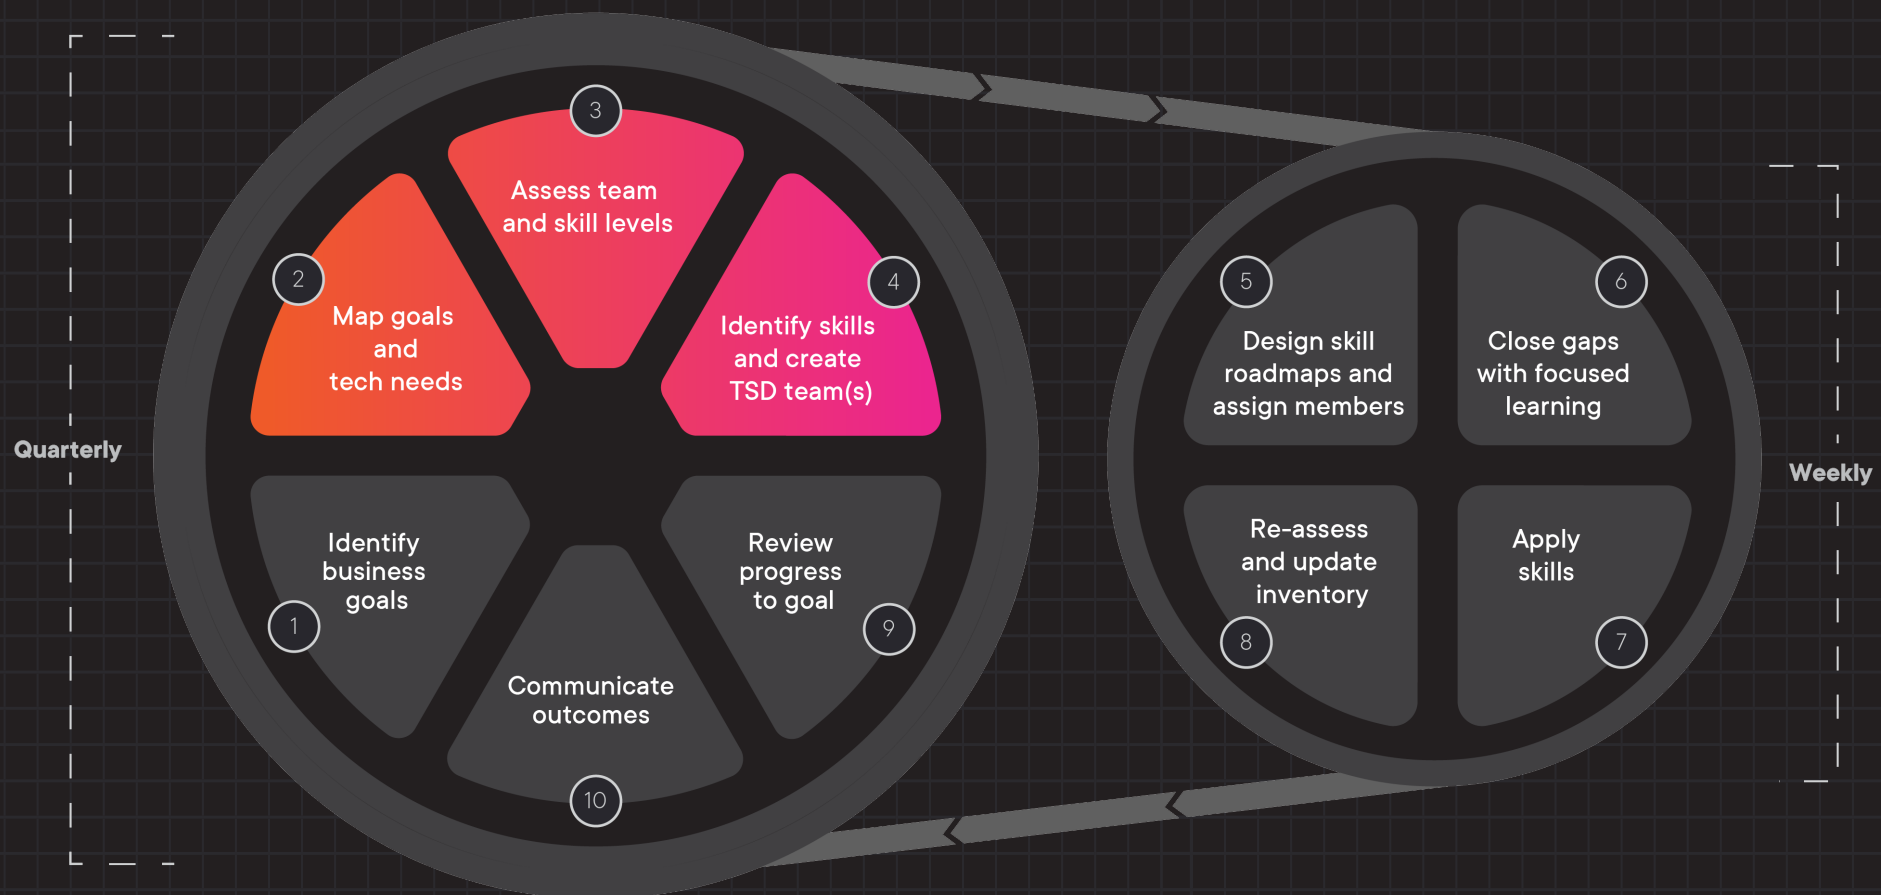 Quarterly
1
Identify
business
goals
2
Map goals
and
tech needs
3
Assess team
and skill levels
4
Identify skills
and create
TSD team(s)
5
Design skill
roadmaps and
assign members
6
Close gaps
with focused
learning
7
Apply
skills
8
Re-assess
and update
inventory
9
Review
progress
to goal
10
Communicate
outcomes
Weekly